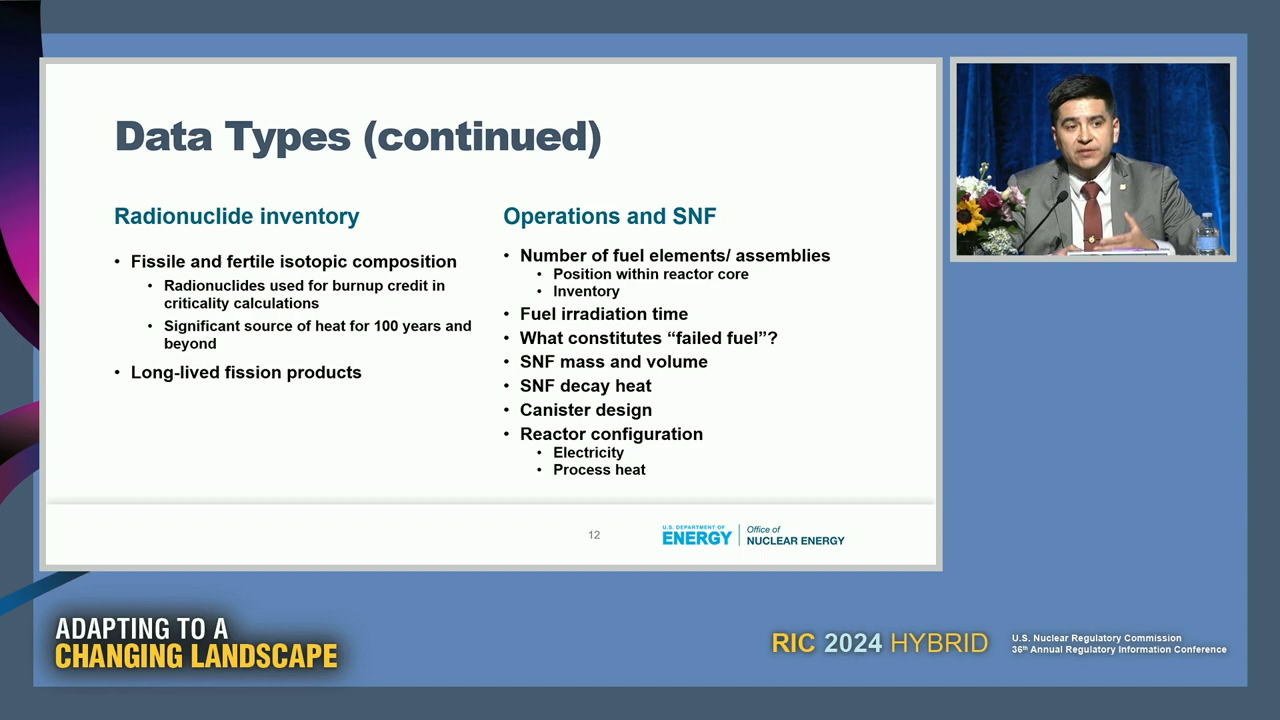 Data Types (continued)
Radionuclide inventory
• Fissile and fertile isotopic composition
• Radionuclides used for burnup credit in
criticality calculations
• Significant source of heat for 100 years and
beyond
• Long-lived fission products
Operations and SNF
• Number of fuel elements/ assemblies
• Position within reactor core
• Inventory
• Fuel irradiation time
• What constitutes “failed fuel”?
• SNF mass and volume
• SNF decay heat
• Canister design
• Reactor configuration
• Electricity
• Process heat
12
U.S. DEPARTMENT OF
ENERGY
Office of
NUCLEAR ENERGY
ADAPTING TO A
CHANGING LANDSCAPE
RIC 2024 HYBRID
U.S. Nuclear Regulatory Commission
36th Annual Regulatory Information Conference